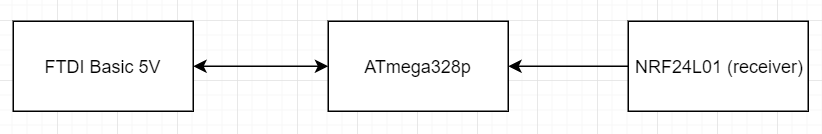 FTDI Basic 5V
ATmega328p
NRF24L01 (receiver)